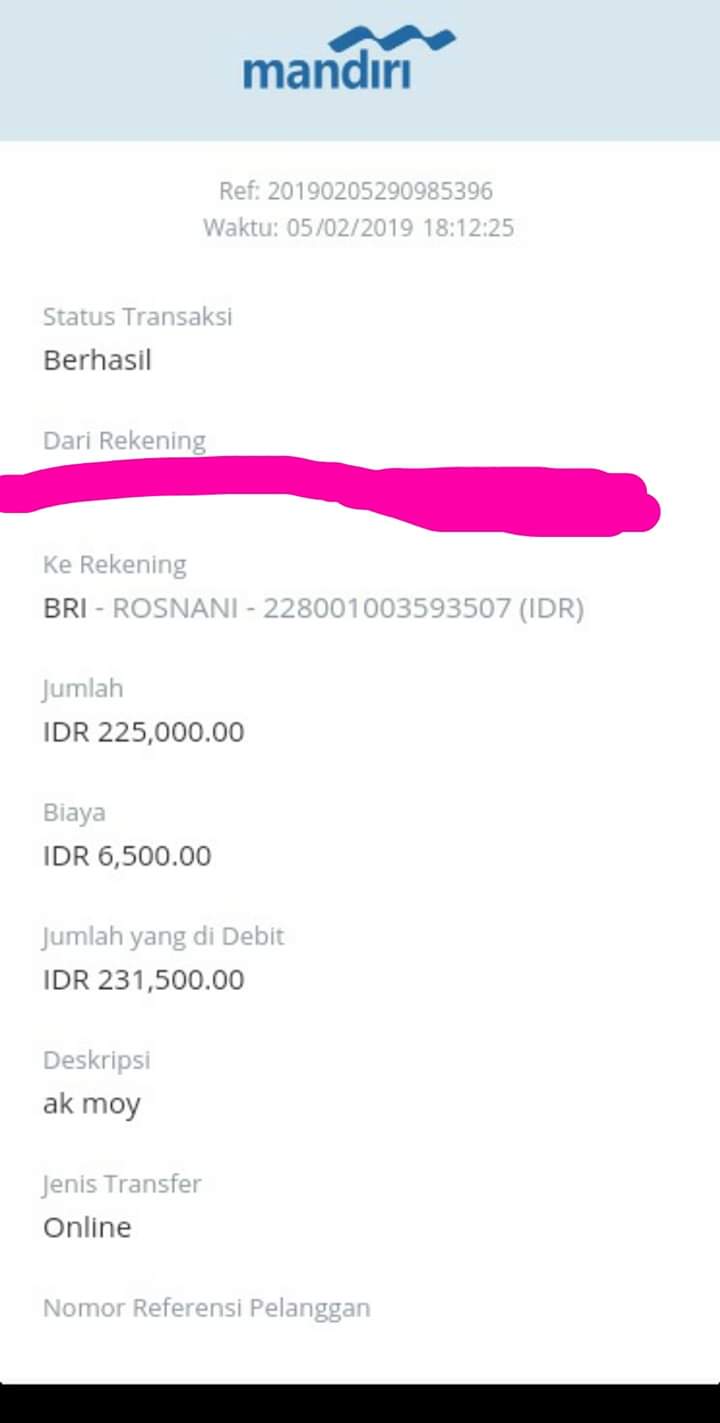 mandiri
Ref: 20190205290985396
Waktu: 05/02/2019 18:12:25
Status Transaksi
Berhasil
Dari Rekening
Ke Rekening
BRI - ROSNANI - 228001003593507 (IDR)
Jumlah
IDR 225,000.00
Biaya
IDR 6,500.00
Jumlah yang di Debit
IDR 231,500.00
Deskripsi
ak moy
Jenis Transfer
Online
Nomor Referensi Pelanggan